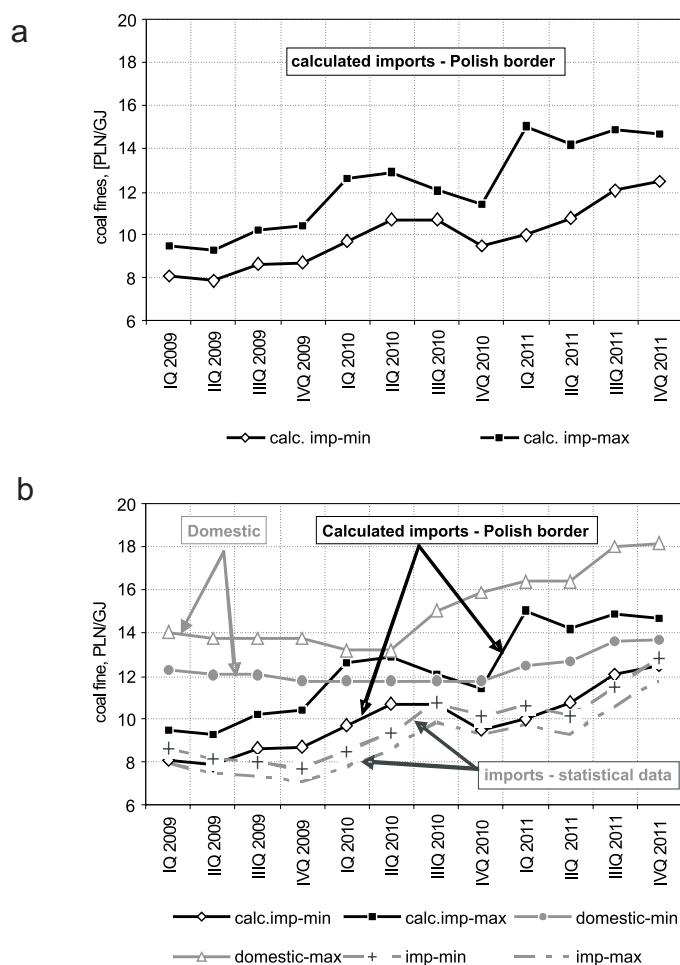 a
20
18
16
14
12
10
8
6
coal fines, [PLN/GJ
calculated imports - Polish border
IQ 2009
IIQ 2009
IIIQ 2009
IVQ 2009
IQ 2010
IIQ 2010
IIIQ 2010
IVQ 2010
IQ 2011
IIQ 2011
IIIQ 2011
IVQ 2011
calc. imp-min calc. imp-max
b
20
18
16
14
12
10
8
6
coal fine, PLN/GJ
Domestic Calculated imports - Polish border
imports - statistical data
IQ 2009
IIQ 2009
IIIQ 2009
IVQ 2009
IQ 2010
IIQ 2010
IIIQ 2010
IVQ 2010
IQ 2011
IIQ 2011
IIIQ 2011
IVQ 2011
calc.imp-min calc.imp-max domestic-min
domestic-max imp-min imp-max